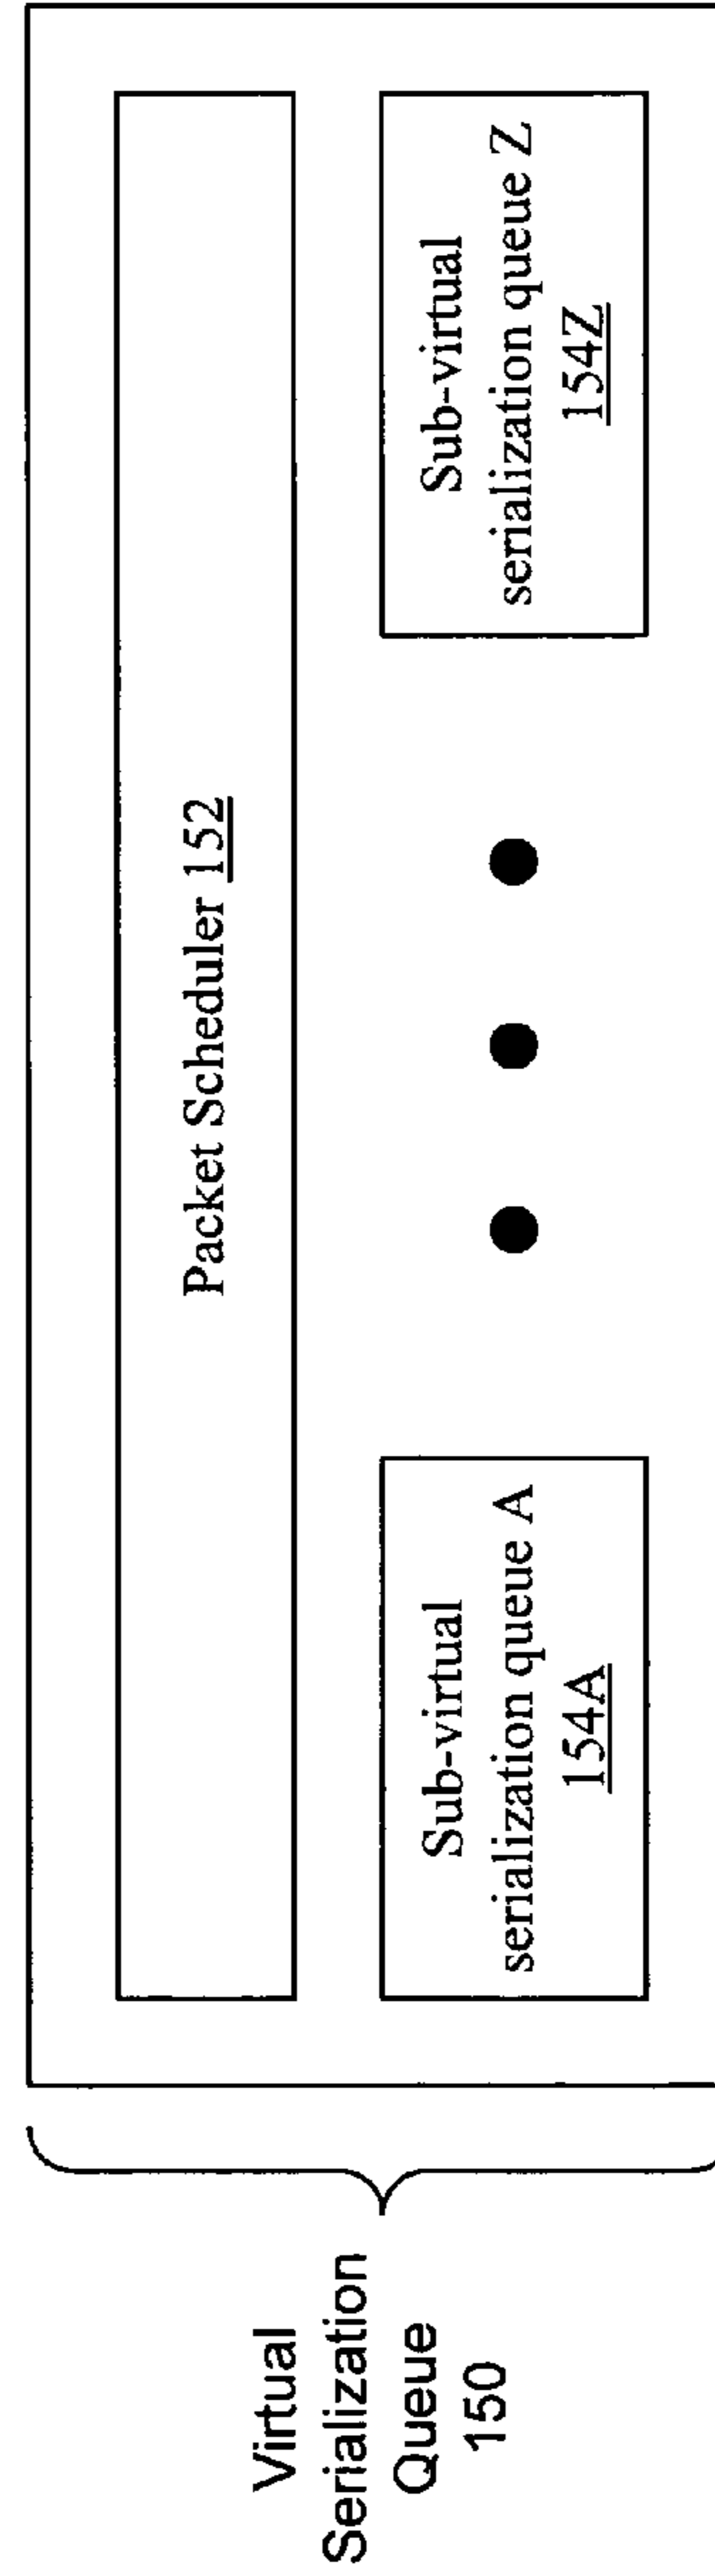 Virtual
Serialization
Queue
150
Packet Scheduler 152
Sub-virtual
serialization queue A
154A
Sub-virtual
serialization queue Z
154Z